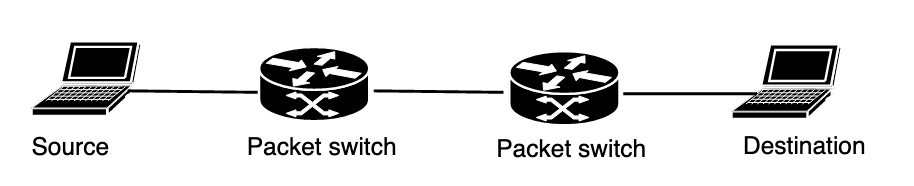 Source
Packet switch
Packet switch
Destination